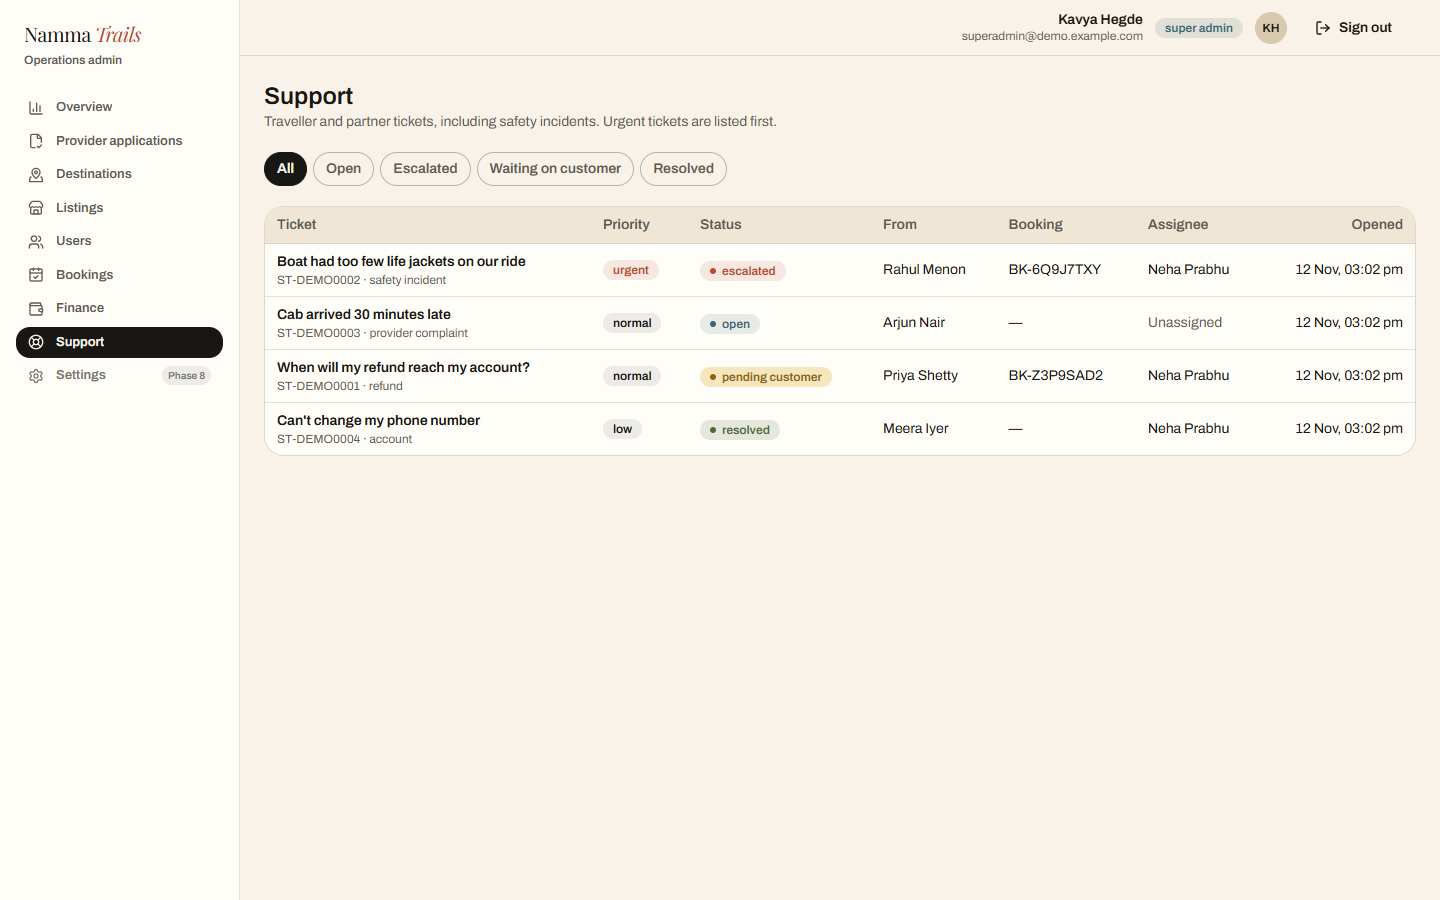 Namma Trails
Operations admin
Overview
Provider applications
Destinations
Listings
Users
Bookings
Finance
Support
Settings Phase 8
Kavya Hegde
superadmin@demo.example.com
super admin
KH
Sign out
Support
Traveller and partner tickets, including safety incidents. Urgent tickets are listed first.
All Open Escalated Waiting on customer Resolved
Ticket Priority Status From Booking Assignee Opened
Boat had too few life jackets on our ride
ST-DEMO0002 · safety incident
urgent escalated Rahul Menon BK-6Q9J7TXY Neha Prabhu 12 Nov, 03:02 pm
Cab arrived 30 minutes late
ST-DEMO0003 · provider complaint
normal open Arjun Nair — Unassigned 12 Nov, 03:02 pm
When will my refund reach my account?
ST-DEMO0001 · refund
normal pending customer Priya Shetty BK-Z3P9SAD2 Neha Prabhu 12 Nov, 03:02 pm
Can't change my phone number
ST-DEMO0004 · account
low resolved Meera Iyer — Neha Prabhu 12 Nov, 03:02 pm